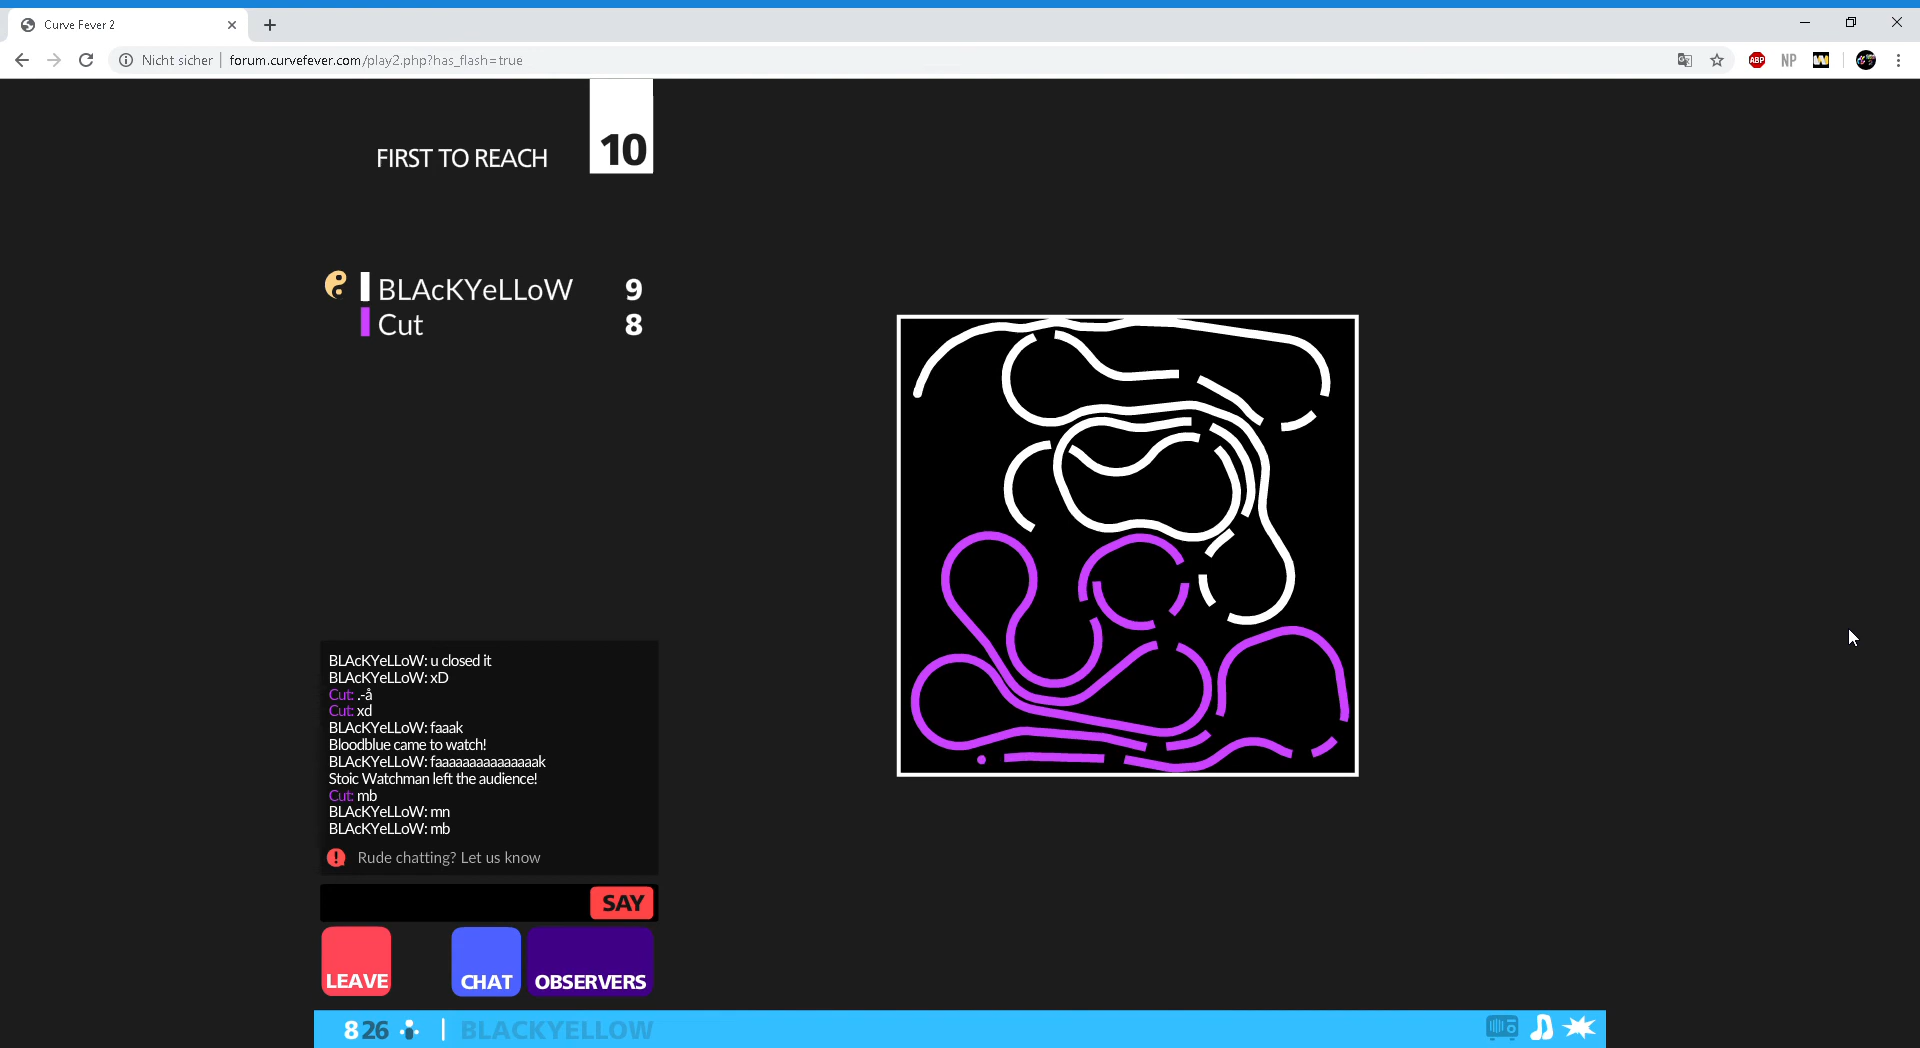 Curve Fever 2
Nicht sicher
forum.curvefever.com/play2.php?has_flash=true
ABP
NP
W
FIRST TO REACH
10
BLAcKYeLLoW 9
Cut 8
BLAcKYeLLoW: u closed it
BLAcKYeLLoW: xD
Cut: .-å
Cut: xd
BLAcKYeLLoW: faaak
Bloodblue came to watch!
BLAcKYeLLoW: faaaaaaaaaaaaaaak
Stoic Watchman left the audience!
Cut: mb
BLAcKYeLLoW: mn
BLAcKYeLLoW: mb
Rude chatting? Let us know
SAY
LEAVE
CHAT
OBSERVERS
826
BLACKYELLOW